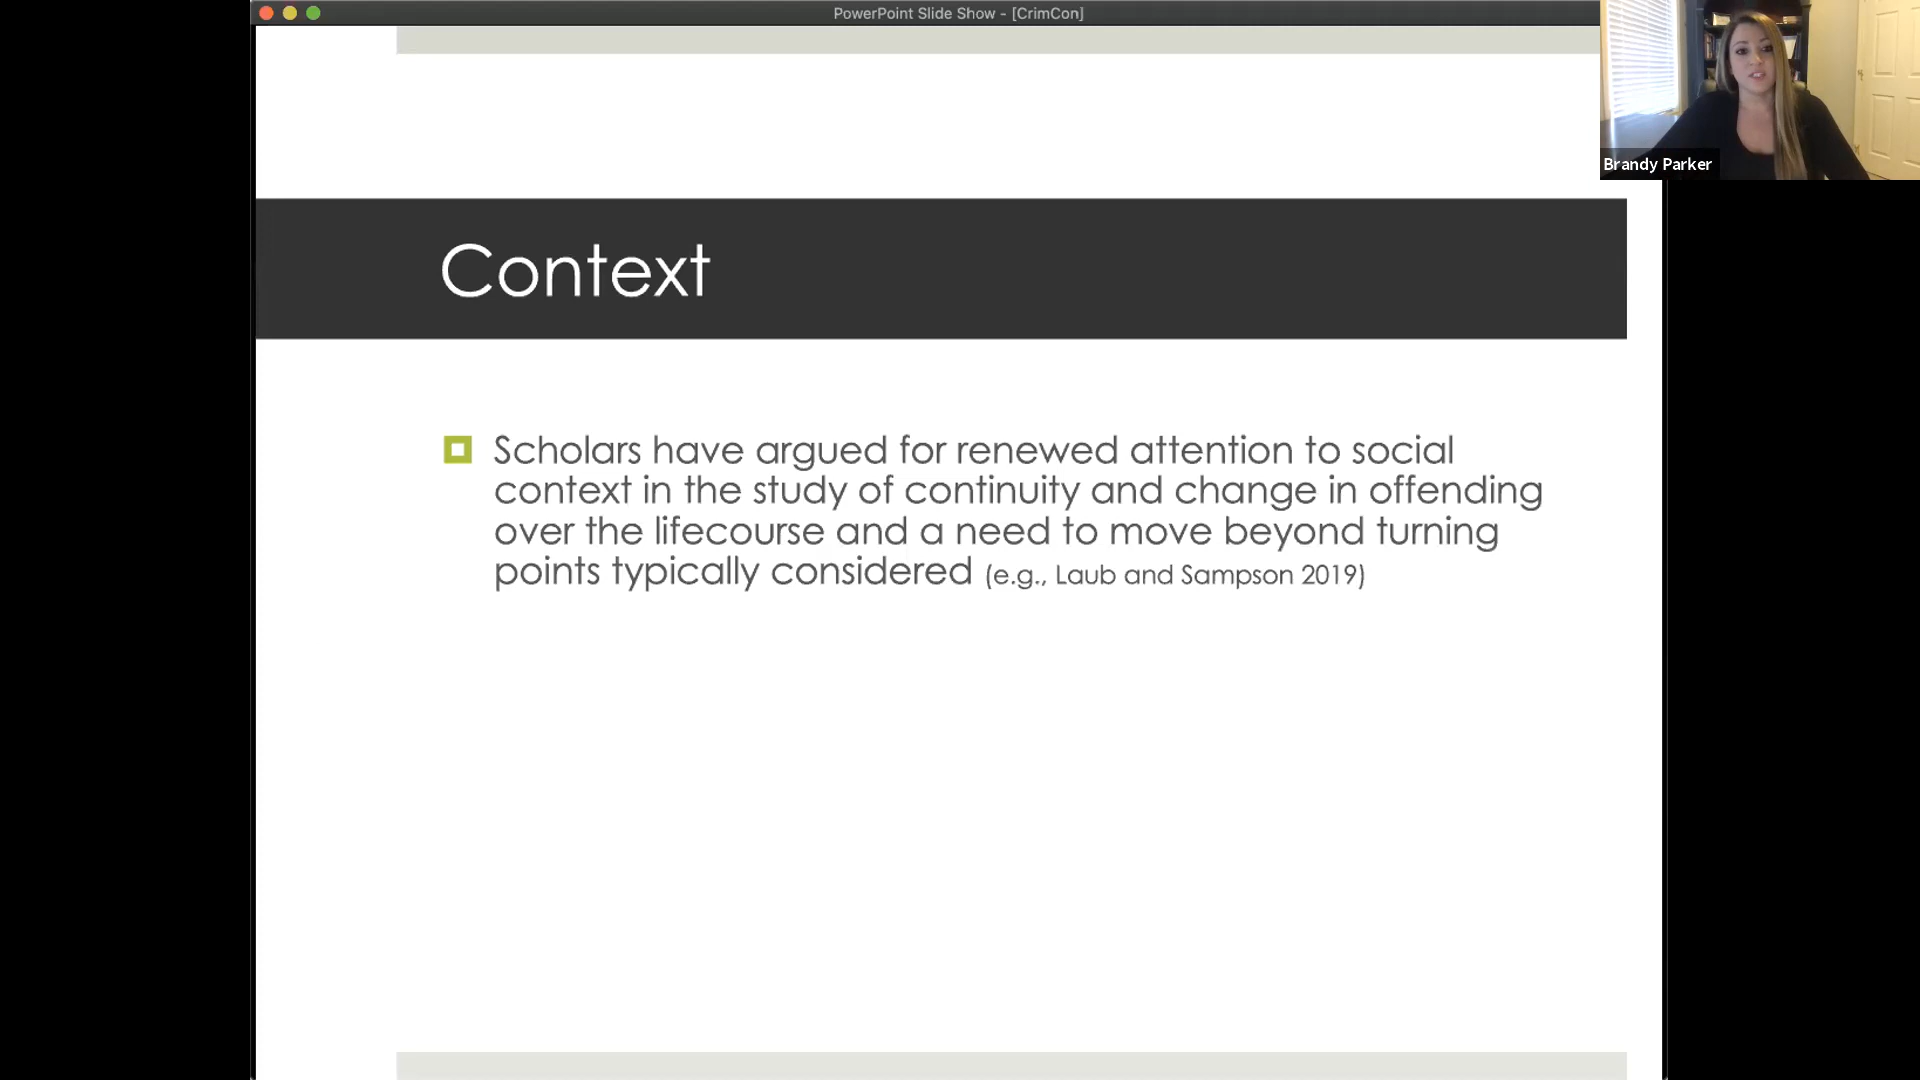 PowerPoint Slide Show - [CrimCon]
Brandy Parker
Context
Scholars have argued for renewed attention to social
context in the study of continuity and change in offending
over the lifecourse and a need to move beyond turning
points typically considered (e.g., Laub and Sampson 2019)